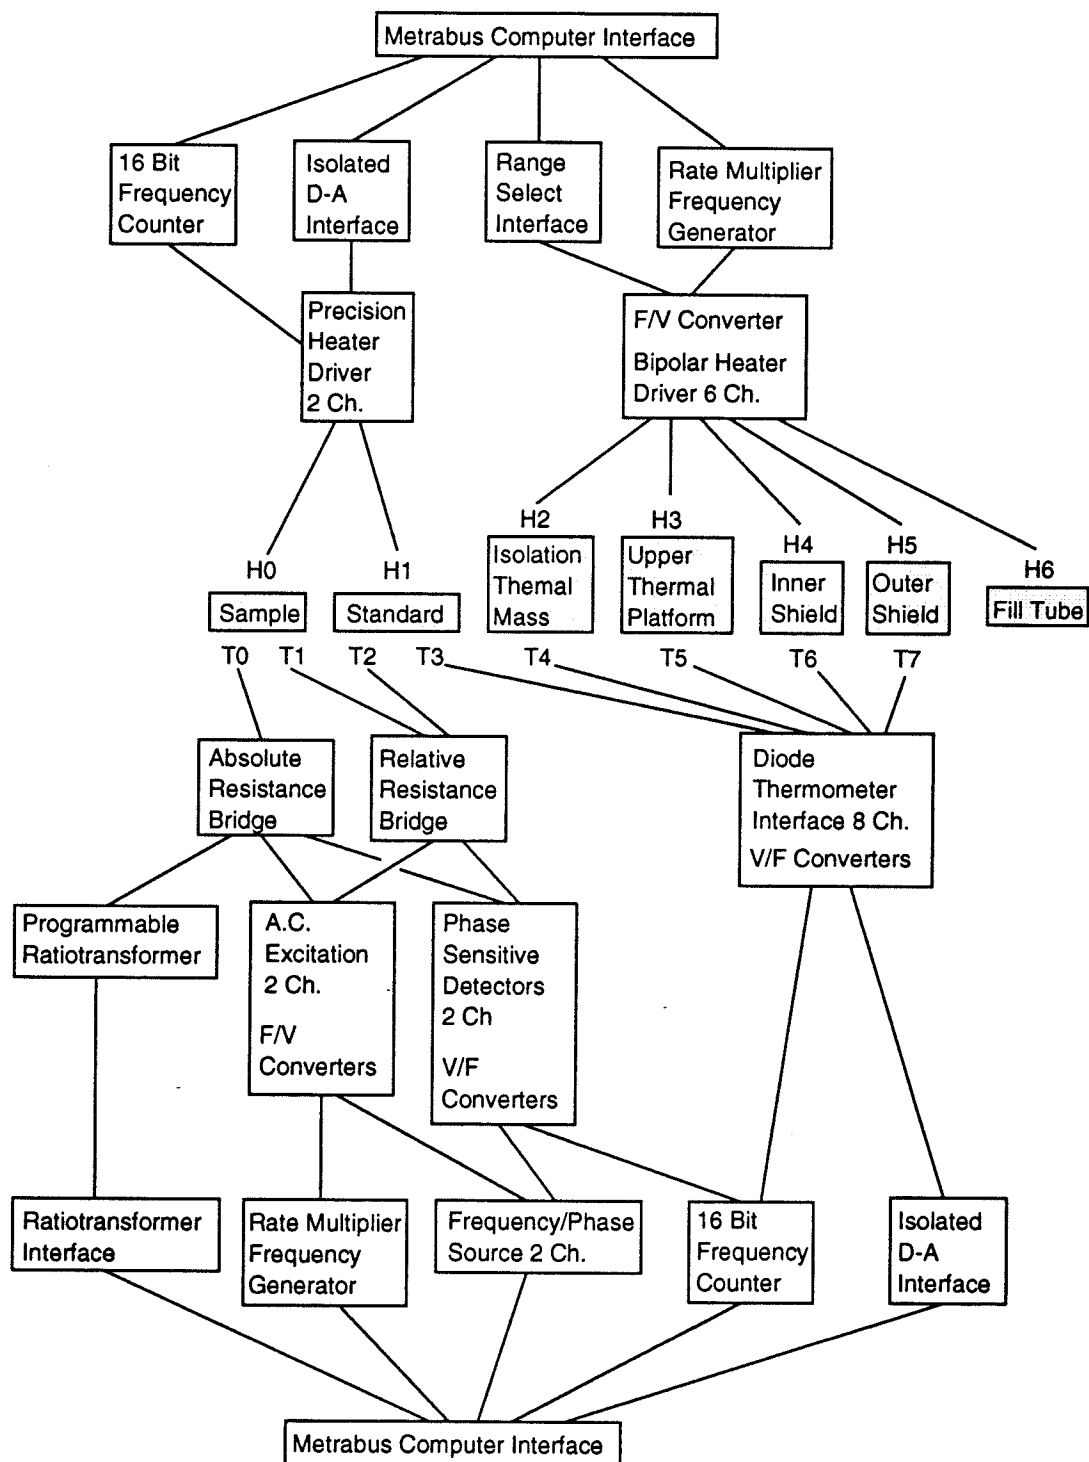 Metrabus Computer Interface
16 Bit
Frequency
Counter
Isolated
D-A
Interface
Range
Select
Interface
Rate Multiplier
Frequency
Generator
Precision
Heater
Driver
2 Ch.
F/V Converter
Bipolar Heater
Driver 6 Ch.
H0
Sample
H1
Standard
H2
Isolation
Themal
Mass
H3
Upper
Thermal
Platform
H4
Inner
Shield
H5
Outer
Shield
H6
Fill Tube
T0
T1
T2
T3
T4
T5
T6
T7
Absolute
Resistance
Bridge
Relative
Resistance
Bridge
Diode
Thermometer
Interface 8 Ch.
V/F Converters
Programmable
Ratiotransformer
A.C.
Excitation
2 Ch.
F/V
Converters
Phase
Sensitive
Detectors
2 Ch
V/F
Converters
Ratiotransformer
Interface
Rate Multiplier
Frequency
Generator
Frequency/Phase
Source 2 Ch.
16 Bit
Frequency
Counter
Isolated
D-A
Interface
Metrabus Computer Interface